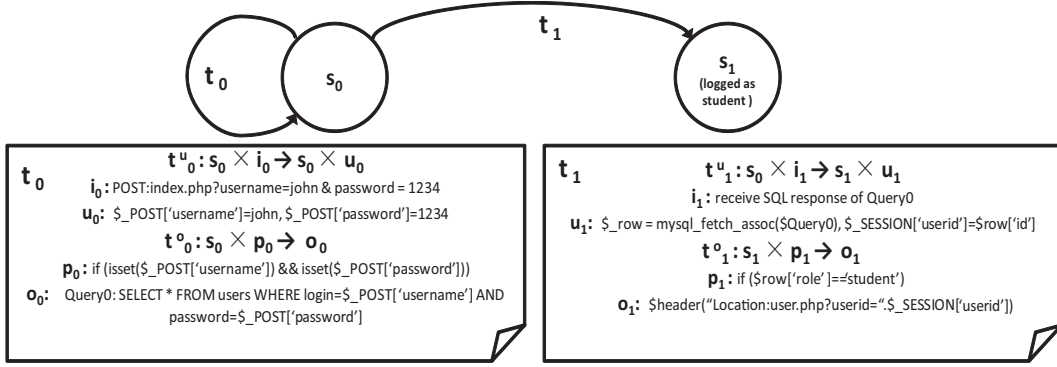 t0
s0
t1
s1
(logged as
student )
t0
t^u_0 : s0 × i0 → s0 × u0
i0: POST:index.php?username=john & password = 1234
u0: $_POST[‘username’]=john, $_POST[‘password’]=1234
t^o_0 : s0 × p0 → o0
p0: if (isset($_POST[‘username’]) && isset($_POST[‘password’]))
o0: Query0: SELECT * FROM users WHERE login=$_POST[‘username’] AND
password=$_POST[‘password’]
t1
t^u_1 : s0 × i1 → s1 × u1
i1: receive SQL response of Query0
u1: $_row = mysql_fetch_assoc($Query0), $_SESSION[‘userid’]=$row[‘id’]
t^o_1 : s1 × p1 → o1
p1: if ($row[‘role’]==‘student’)
o1: $header(“Location:user.php?userid=“.$_SESSION[‘userid’])